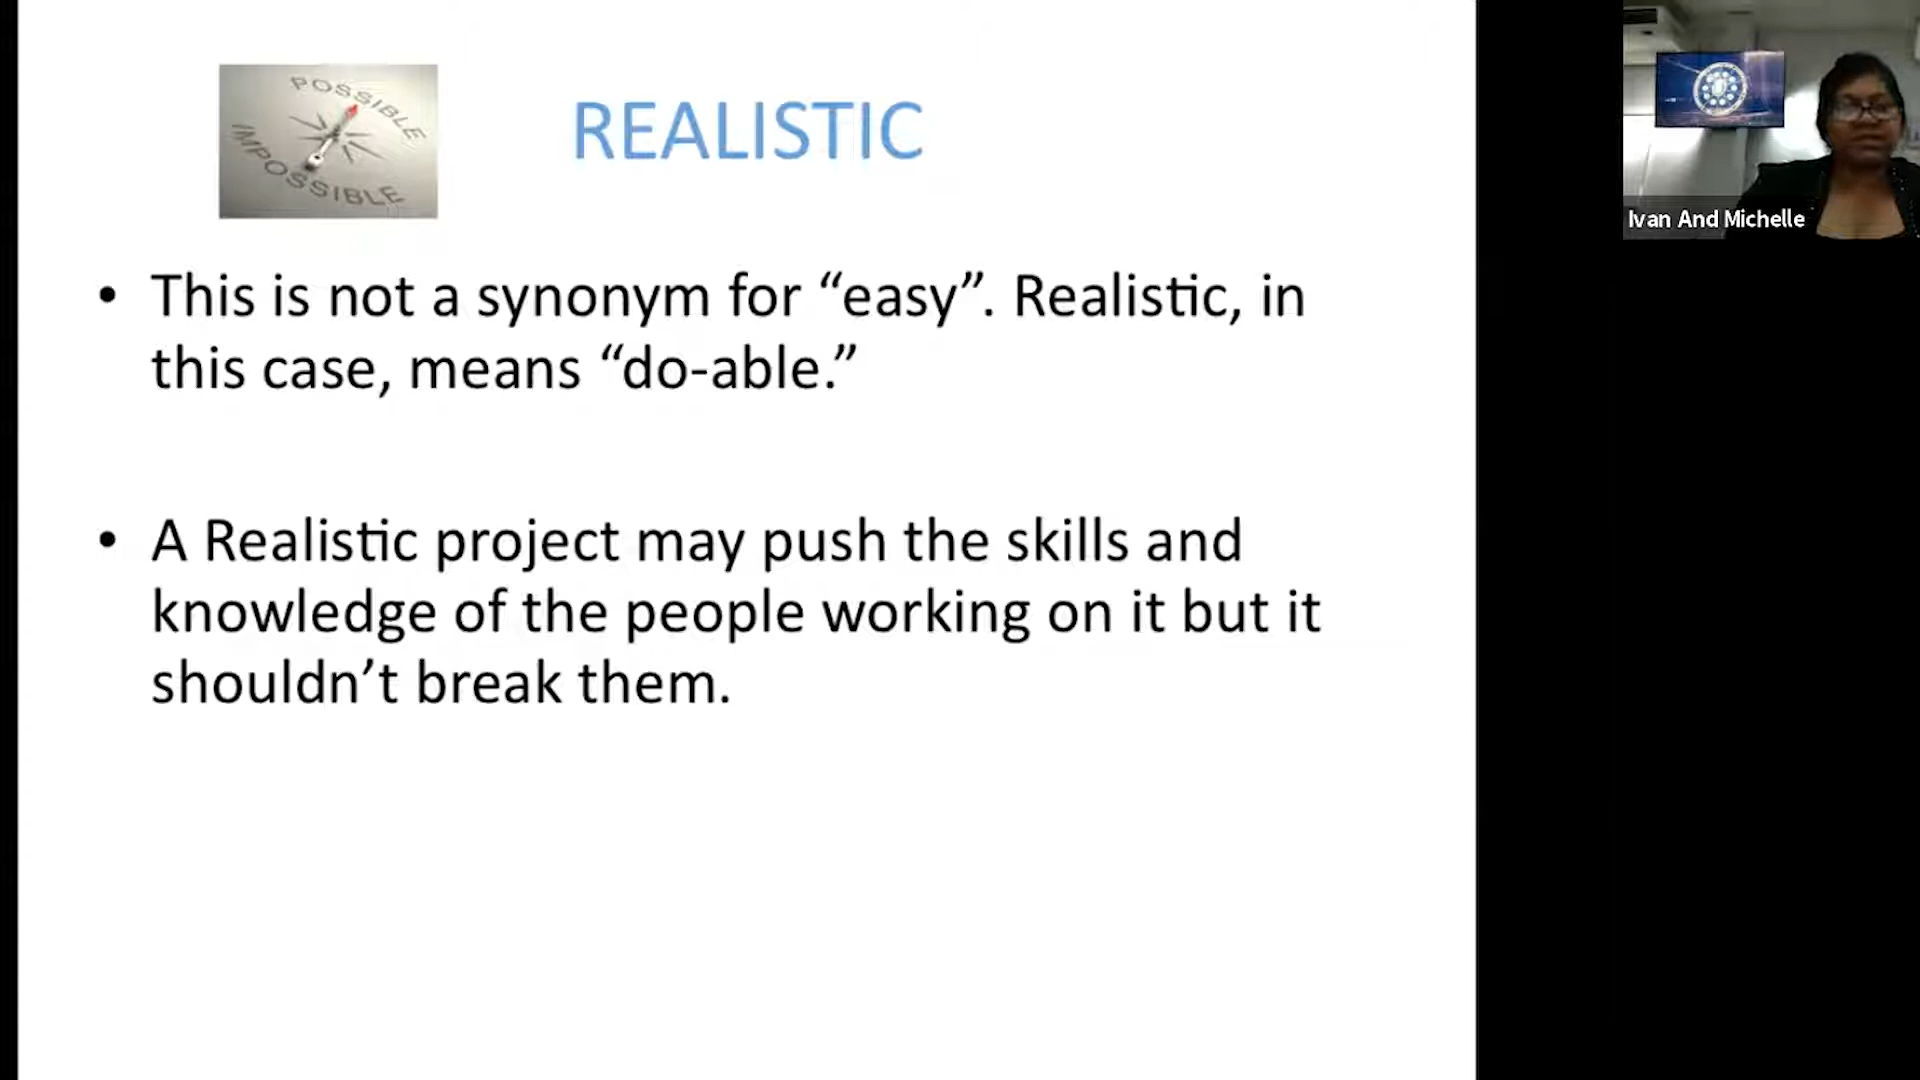 POSSIBLE
IMPOSSIBLE
REALISTIC
• This is not a synonym for “easy”. Realistic, in
this case, means “do-able.”
• A Realistic project may push the skills and
knowledge of the people working on it but it
shouldn’t break them.
Ivan And Michelle